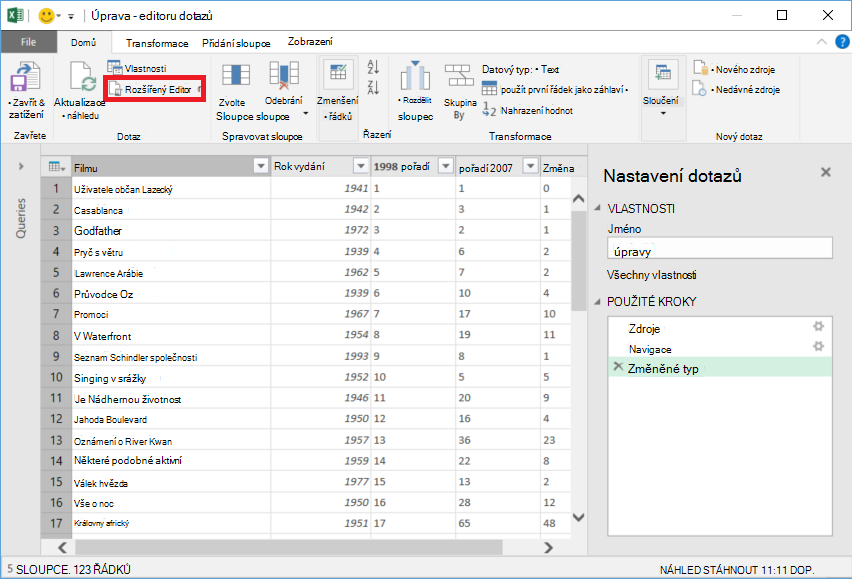 Úprava - editoru dotazů
File Domů Transformace Přidání sloupce Zobrazení
• Zavřít & zatížení
Zavřete
Aktualizace • náhledu
Vlastnosti
Rozšířený Editor
Dotaz
Zvolte Sloupce
Odebrání sloupce
Spravovat sloupce
Zmenšení • řádků
Řazení
• Rozdělit sloupec
Skupina By
Datový typ: • Text
použít první řádek jako záhlaví •
Nahrazení hodnot
Transformace
Sloučení
• Nového zdroje
• Nedávné zdroje
Nový dotaz
Queries
Filmu Rok vydání 1998 pořadí pořadí 2007 Změna
1 Uživatele občan Lazecký 1941 1 1 0
2 Casablanca 1942 2 3 1
3 Godfather 1972 3 2 1
4 Pryč s větru 1939 4 6 2
5 Lawrence Arábie 1962 5 7 2
6 Průvodce Oz 1939 6 10 4
7 Promoci 1967 7 17 10
8 V Waterfront 1954 8 19 11
9 Seznam Schindler společnosti 1993 9 8 1
10 Singing v srážky 1952 10 5 5
11 Je Nádhernou životnost 1946 11 20 9
12 Jahoda Boulevard 1950 12 16 4
13 Oznámení o River Kwan 1957 13 36 23
14 Některé podobné aktivní 1959 14 22 8
15 Válek hvězda 1977 15 13 2
16 Vše o noc 1950 16 28 12
17 Královny africký 1951 17 65 48
Nastavení dotazů
VLASTNOSTI
Jméno
úpravy
Všechny vlastnosti
POUŽITÉ KROKY
Zdroje
Navigace
Změněné typ
5 SLOUPCE. 123 ŘÁDKŮ
NÁHLED STÁHNOUT 11:11 DOP.